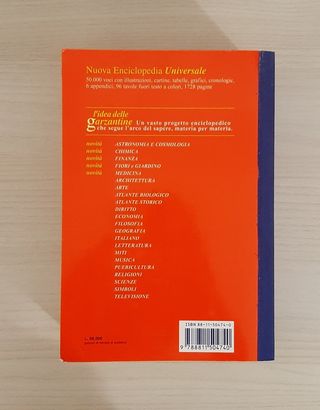 Nuova Enciclopedia Universale
50.000 voci con illustrazioni, cartine, tabelle, grafici, cronologie,
6 appendici, 96 tavole fuori testo a colori, 1728 pagine
l'idea delle
garzantine Un vasto progetto enciclopedico
che segue l'arco del sapere, materia per materia.
novità ASTRONOMIA E COSMOLOGIA
novità CHIMICA
novità FINANZA
novità FIORI e GIARDINO
novità MEDICINA
ARCHITETTURA
ARTE
ATLANTE BIOLOGICO
ATLANTE STORICO
DIRITTO
ECONOMIA
FILOSOFIA
GEOGRAFIA
ITALIANO
LETTERATURA
MITI
MUSICA
PUERICULTURA
RELIGIONI
SCIENZE
SIMBOLI
TELEVISIONE
ISBN 88-11-50474-0
9 788811 504740